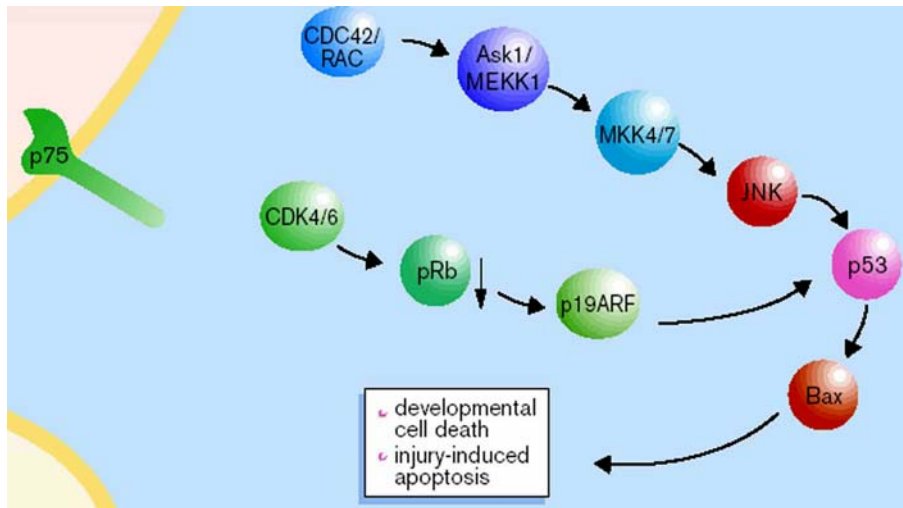 CDC42/
RAC
Ask1/
MEKK1
MKK4/7
p75
JNK
CDK4/6
pRb
p53
p19ARF
Bax
developmental
cell death
injury-induced
apoptosis